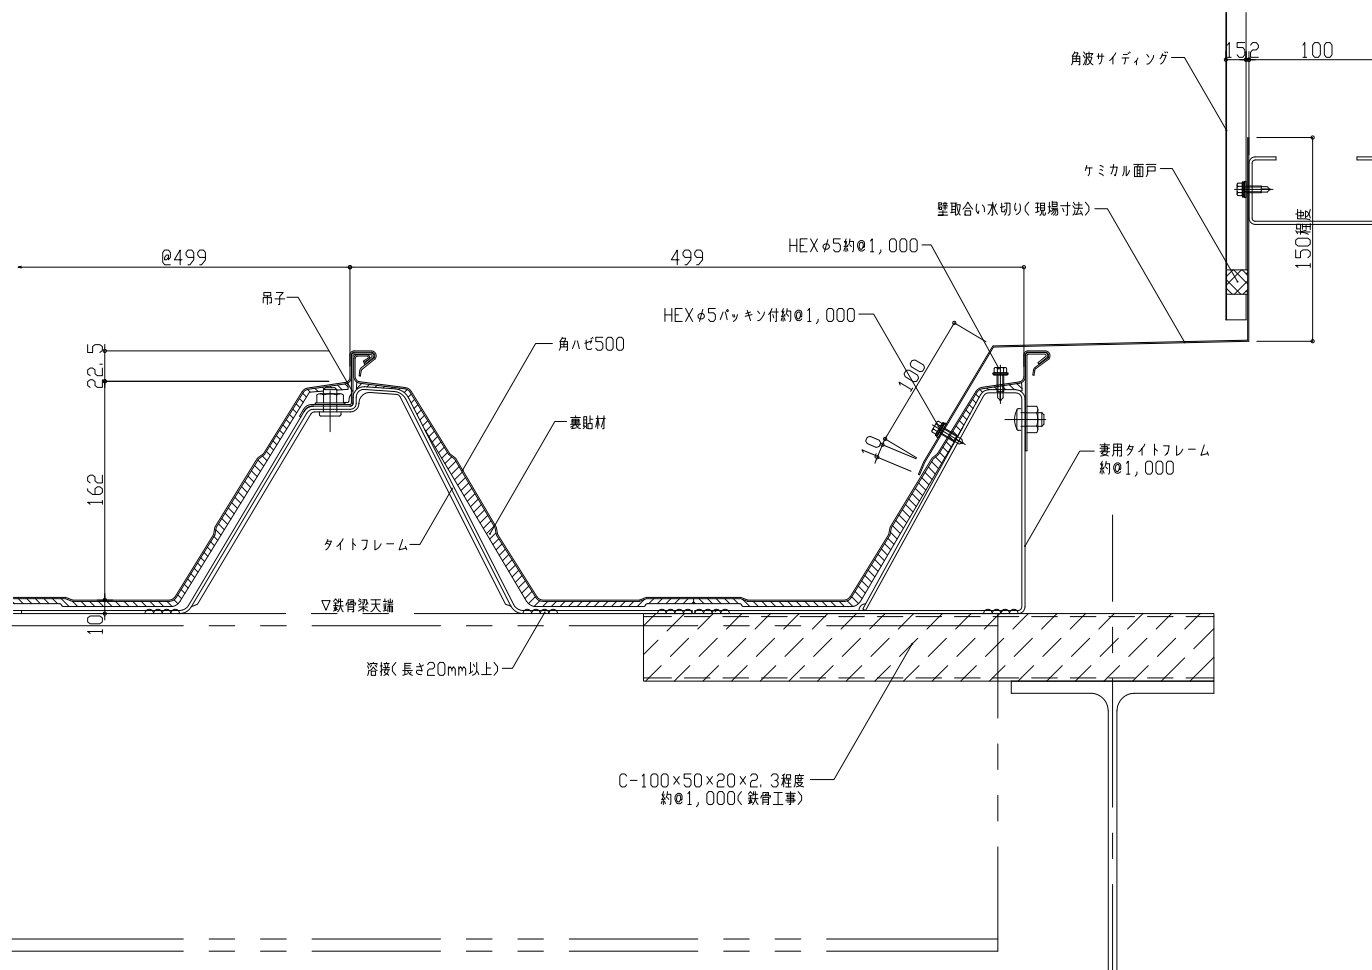 152
100
角波サイディング
ケミカル面戸
壁取合い水切り(現場寸法)
150程度
HEXφ5約@1,000
@499
499
吊子
HEXφ5パッキン付約@1,000
角ハゼ500
22.5
100
裏貼材
10
妻用タイトフレーム
約@1,000
162
タイトフレーム
▽鉄骨梁天端
10
溶接(長さ20mm以上)
C-100×50×20×2.3程度
約@1,000(鉄骨工事)